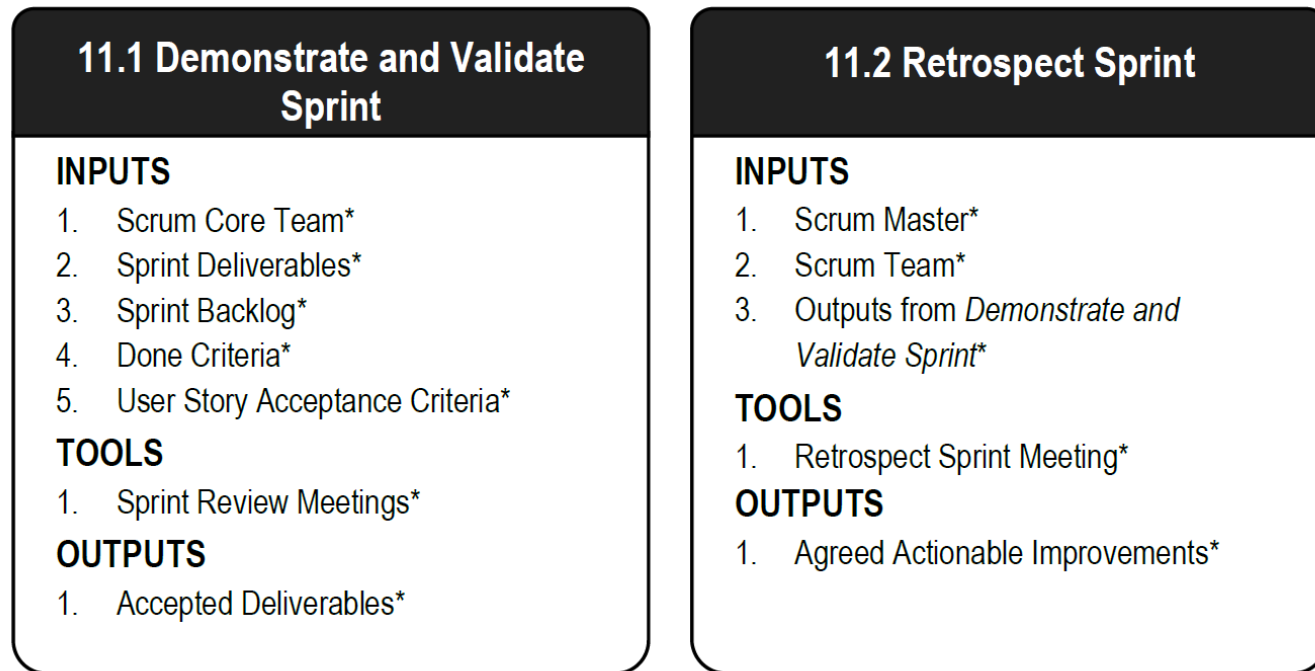 11.1 Demonstrate and Validate
Sprint
INPUTS
1. Scrum Core Team*
2. Sprint Deliverables*
3. Sprint Backlog*
4. Done Criteria*
5. User Story Acceptance Criteria*
TOOLS
1. Sprint Review Meetings*
OUTPUTS
1. Accepted Deliverables*
11.2 Retrospect Sprint
INPUTS
1. Scrum Master*
2. Scrum Team*
3. Outputs from Demonstrate and
Validate Sprint*
TOOLS
1. Retrospect Sprint Meeting*
OUTPUTS
1. Agreed Actionable Improvements*